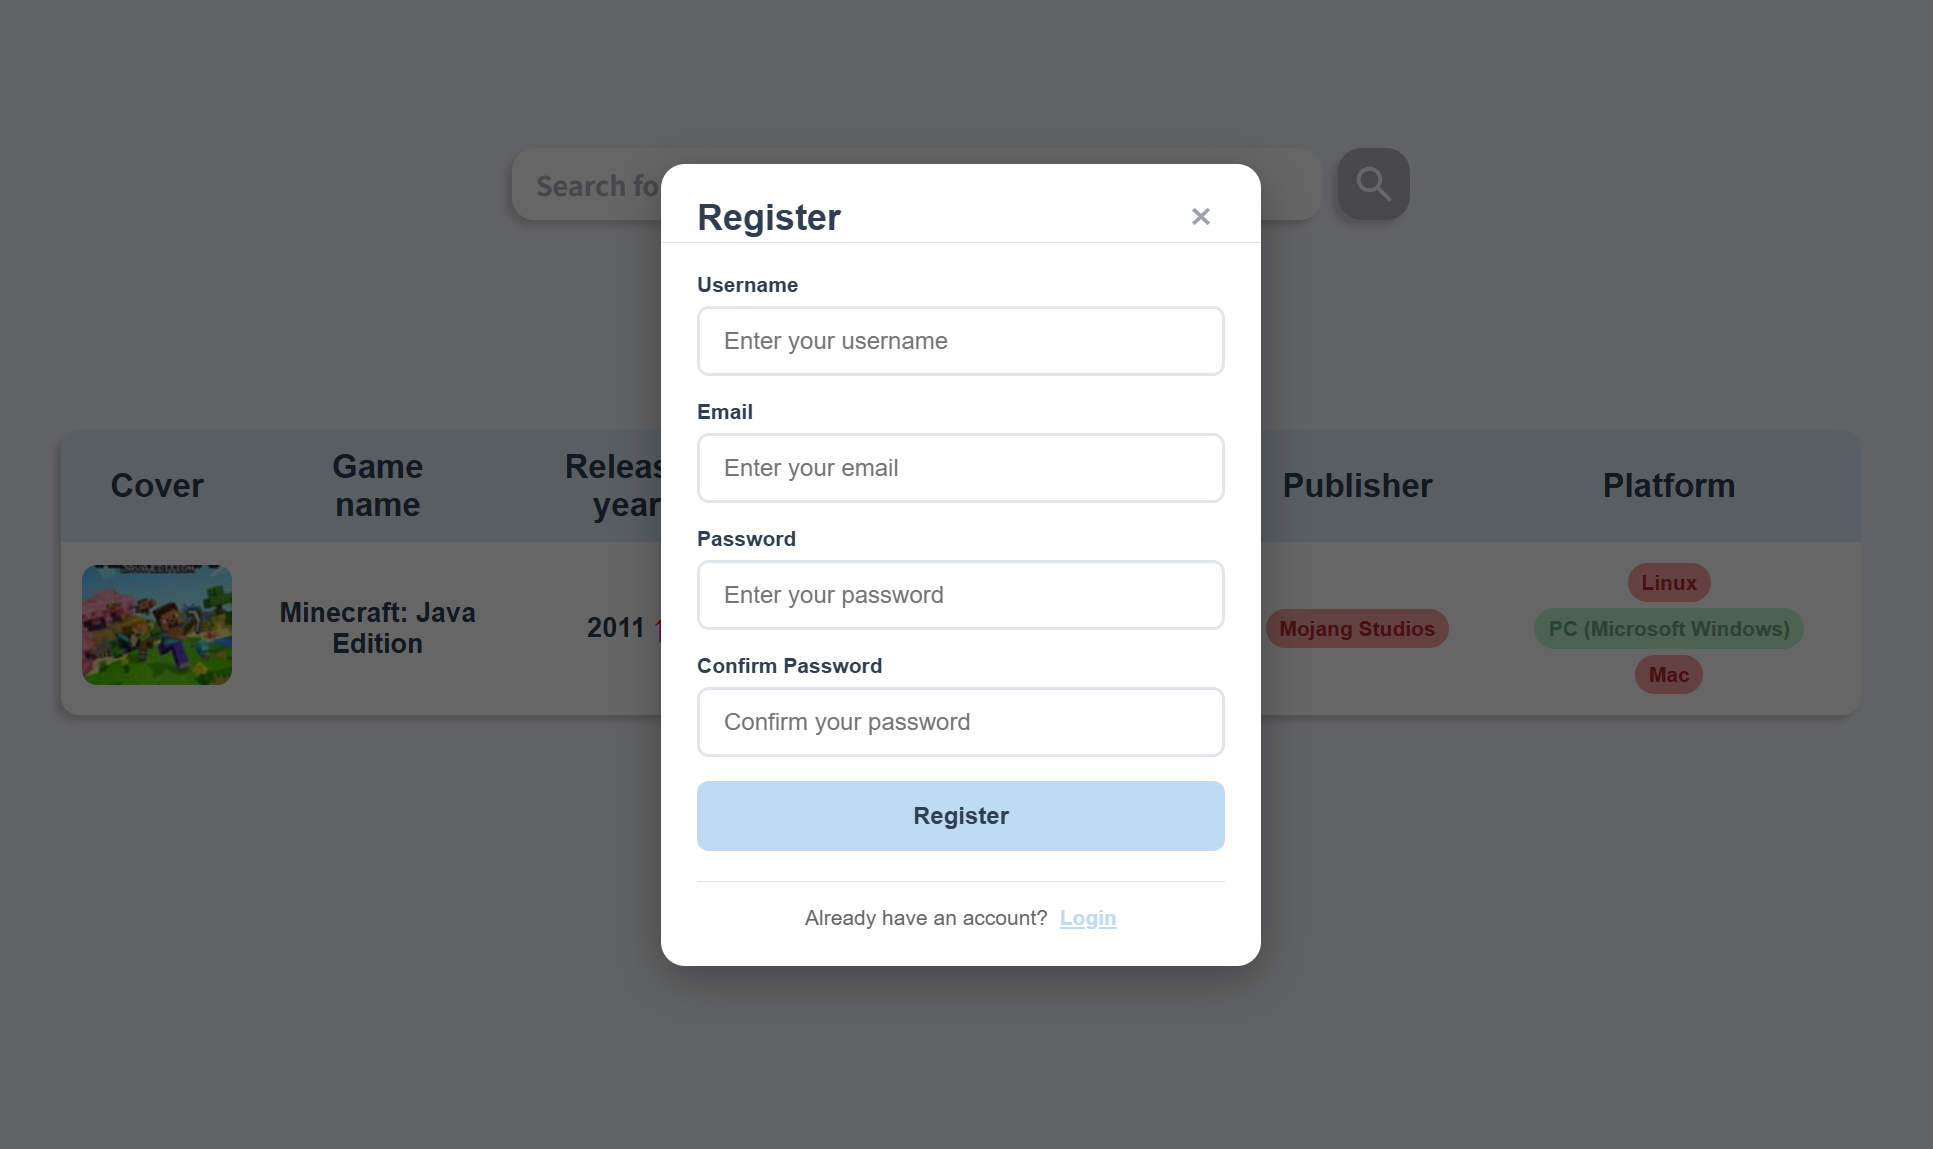 Search fo
Register
×
Username
Enter your username
Email
Enter your email
Password
Enter your password
Confirm Password
Confirm your password
Register
Already have an account? Login
Cover
Game
name
Releas
year
Publisher
Platform
Minecraft: Java
Edition
2011
Mojang Studios
Linux
PC (Microsoft Windows)
Mac